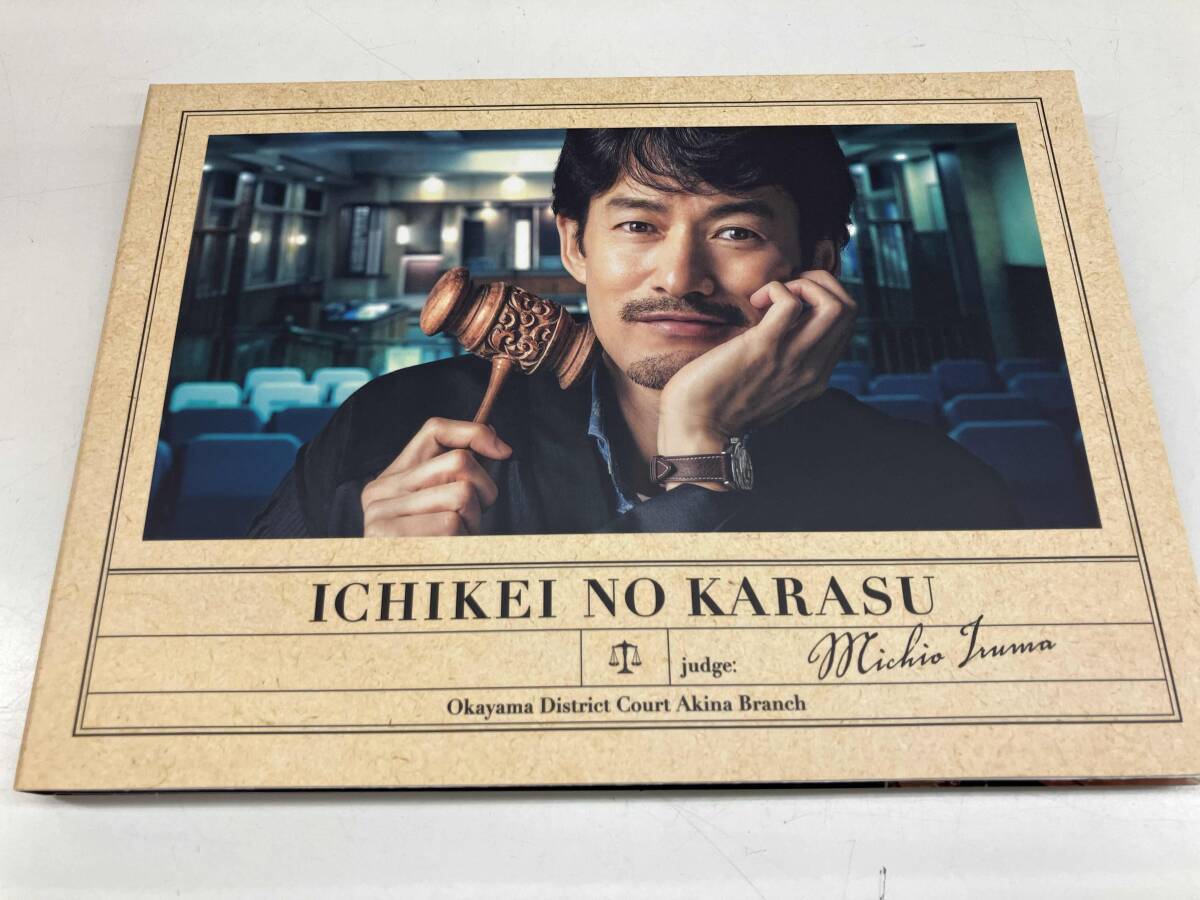 ICHIKEI NO KARASU
judge: Michio Iruma
Okayama District Court Akina Branch